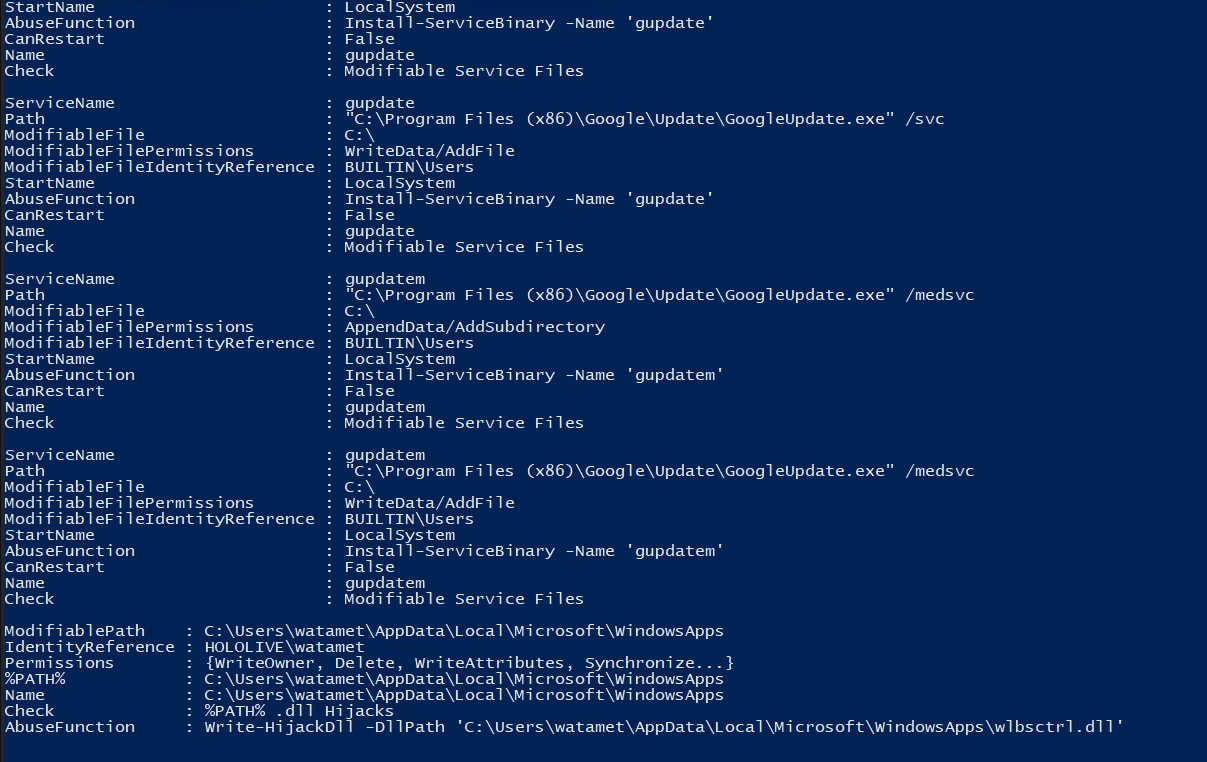 StartName : LocalSystem
AbuseFunction : Install-ServiceBinary -Name 'gupdate'
CanRestart : False
Name : gupdate
Check : Modifiable Service Files
ServiceName : gupdate
Path : "C:\Program Files (x86)\Google\Update\GoogleUpdate.exe" /svc
ModifiableFile : C:\
ModifiableFilePermissions : WriteData/AddFile
ModifiableFileIdentityReference : BUILTIN\Users
StartName : LocalSystem
AbuseFunction : Install-ServiceBinary -Name 'gupdate'
CanRestart : False
Name : gupdate
Check : Modifiable Service Files
ServiceName : gupdatem
Path : "C:\Program Files (x86)\Google\Update\GoogleUpdate.exe" /medsvc
ModifiableFile : C:\
ModifiableFilePermissions : AppendData/AddSubdirectory
ModifiableFileIdentityReference : BUILTIN\Users
StartName : LocalSystem
AbuseFunction : Install-ServiceBinary -Name 'gupdatem'
CanRestart : False
Name : gupdatem
Check : Modifiable Service Files
ServiceName : gupdatem
Path : "C:\Program Files (x86)\Google\Update\GoogleUpdate.exe" /medsvc
ModifiableFile : C:\
ModifiableFilePermissions : WriteData/AddFile
ModifiableFileIdentityReference : BUILTIN\Users
StartName : LocalSystem
AbuseFunction : Install-ServiceBinary -Name 'gupdatem'
CanRestart : False
Name : gupdatem
Check : Modifiable Service Files
ModifiablePath : C:\Users\watamet\AppData\Local\Microsoft\WindowsApps
IdentityReference : HOLOLIVE\watamet
Permissions : {WriteOwner, Delete, WriteAttributes, Synchronize...}
%PATH% : C:\Users\watamet\AppData\Local\Microsoft\WindowsApps
Name : C:\Users\watamet\AppData\Local\Microsoft\WindowsApps
Check : %PATH% .dll Hijacks
AbuseFunction : Write-HijackDll -DllPath 'C:\Users\watamet\AppData\Local\Microsoft\WindowsApps\wlbsctrl.dll'